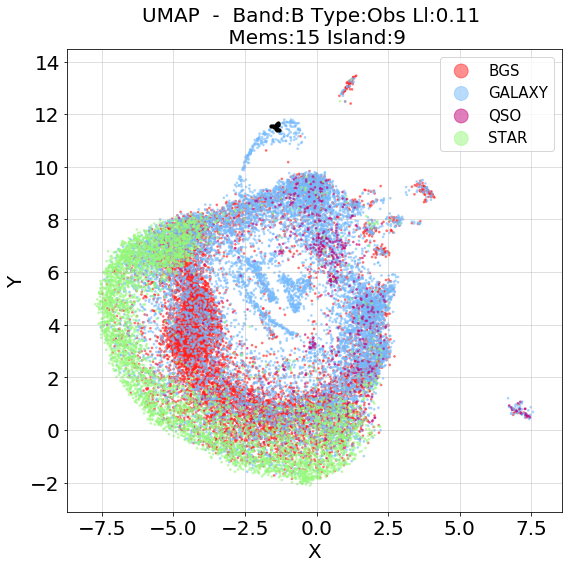 UMAP - Band:B Type:Obs Ll:0.11
Mems:15 Island:9
BGS
GALAXY
QSO
STAR
14
12
10
8
6
4
2
0
−2
Y
−7.5 −5.0 −2.5 0.0 2.5 5.0 7.5
X